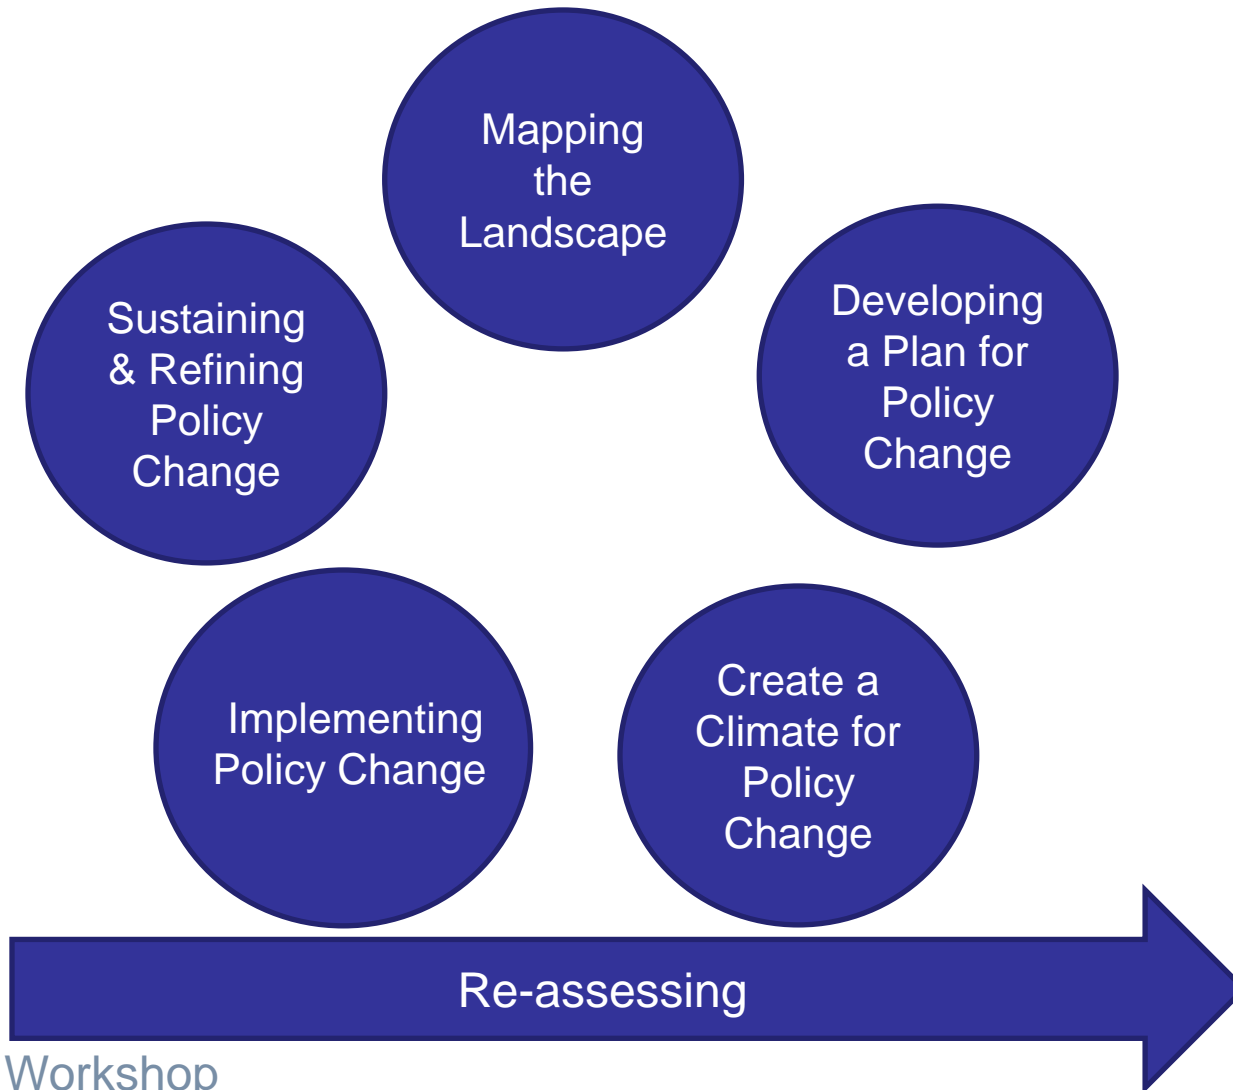 Mapping
the
Landscape
Developing
a Plan for
Policy
Change
Create a
Climate for
Policy
Change
Implementing
Policy Change
Sustaining
& Refining
Policy
Change
Re-assessing
Workshop